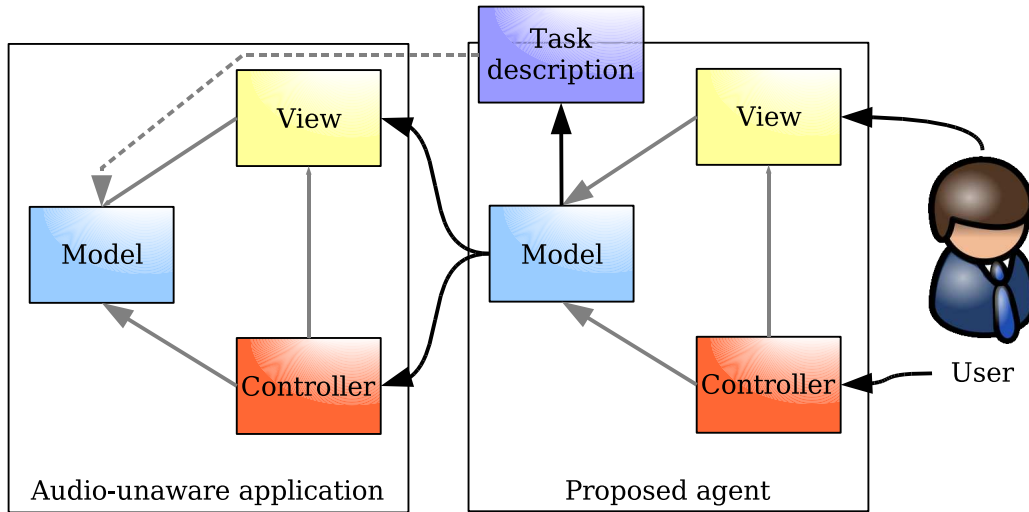 Task
description
View
View
Model
Model
Controller
Controller
User
Audio-unaware application
Proposed agent